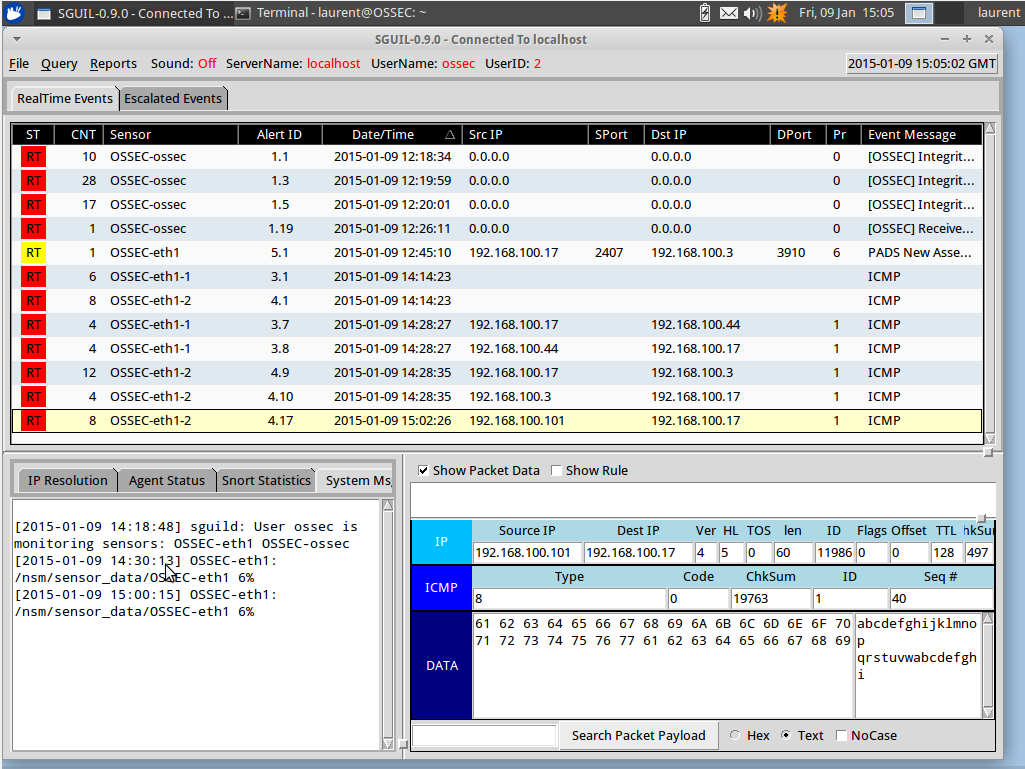 SGUIL-0.9.0 - Connected To ... Terminal - laurent@OSSEC: ~ Fri, 09 Jan 15:05 laurent
SGUIL-0.9.0 - Connected To localhost
File Query Reports Sound: Off ServerName: localhost UserName: ossec UserID: 2 2015-01-09 15:05:02 GMT
RealTime Events Escalated Events
ST CNT Sensor Alert ID Date/Time Src IP SPort Dst IP DPort Pr Event Message
RT 10 OSSEC-ossec 1.1 2015-01-09 12:18:34 0.0.0.0 0.0.0.0 0 [OSSEC] Integrit...
RT 28 OSSEC-ossec 1.3 2015-01-09 12:19:59 0.0.0.0 0.0.0.0 0 [OSSEC] Integrit...
RT 17 OSSEC-ossec 1.5 2015-01-09 12:20:01 0.0.0.0 0.0.0.0 0 [OSSEC] Integrit...
RT 1 OSSEC-ossec 1.19 2015-01-09 12:26:11 0.0.0.0 0.0.0.0 0 [OSSEC] Receive...
RT 1 OSSEC-eth1 5.1 2015-01-09 12:45:10 192.168.100.17 2407 192.168.100.3 3910 6 PADS New Asse...
RT 6 OSSEC-eth1-1 3.1 2015-01-09 14:14:23 ICMP
RT 8 OSSEC-eth1-2 4.1 2015-01-09 14:14:23 ICMP
RT 4 OSSEC-eth1-1 3.7 2015-01-09 14:28:27 192.168.100.17 192.168.100.44 1 ICMP
RT 4 OSSEC-eth1-1 3.8 2015-01-09 14:28:27 192.168.100.44 192.168.100.17 1 ICMP
RT 12 OSSEC-eth1-2 4.9 2015-01-09 14:28:35 192.168.100.17 192.168.100.3 1 ICMP
RT 4 OSSEC-eth1-2 4.10 2015-01-09 14:28:35 192.168.100.3 192.168.100.17 1 ICMP
RT 8 OSSEC-eth1-2 4.17 2015-01-09 15:02:26 192.168.100.101 192.168.100.17 1 ICMP
IP Resolution Agent Status Snort Statistics System Ms
[2015-01-09 14:18:48] sguild: User ossec is
monitoring sensors: OSSEC-eth1 OSSEC-ossec
[2015-01-09 14:30:13] OSSEC-eth1:
/nsm/sensor_data/OSSEC-eth1 6%
[2015-01-09 15:00:15] OSSEC-eth1:
/nsm/sensor_data/OSSEC-eth1 6%
Show Packet Data Show Rule
IP Source IP Dest IP Ver HL TOS len ID Flags Offset TTL hkSu
192.168.100.101 192.168.100.17 4 5 0 60 11986 0 0 128 497
ICMP Type Code ChkSum ID Seq #
8 0 19763 1 40
DATA
61 62 63 64 65 66 67 68 69 6A 6B 6C 6D 6E 6F 70 abcdefghijklmno
71 72 73 74 75 76 77 61 62 63 64 65 66 67 68 69 p
qrstuvwabcdefgh
i
Search Packet Payload Hex Text NoCase